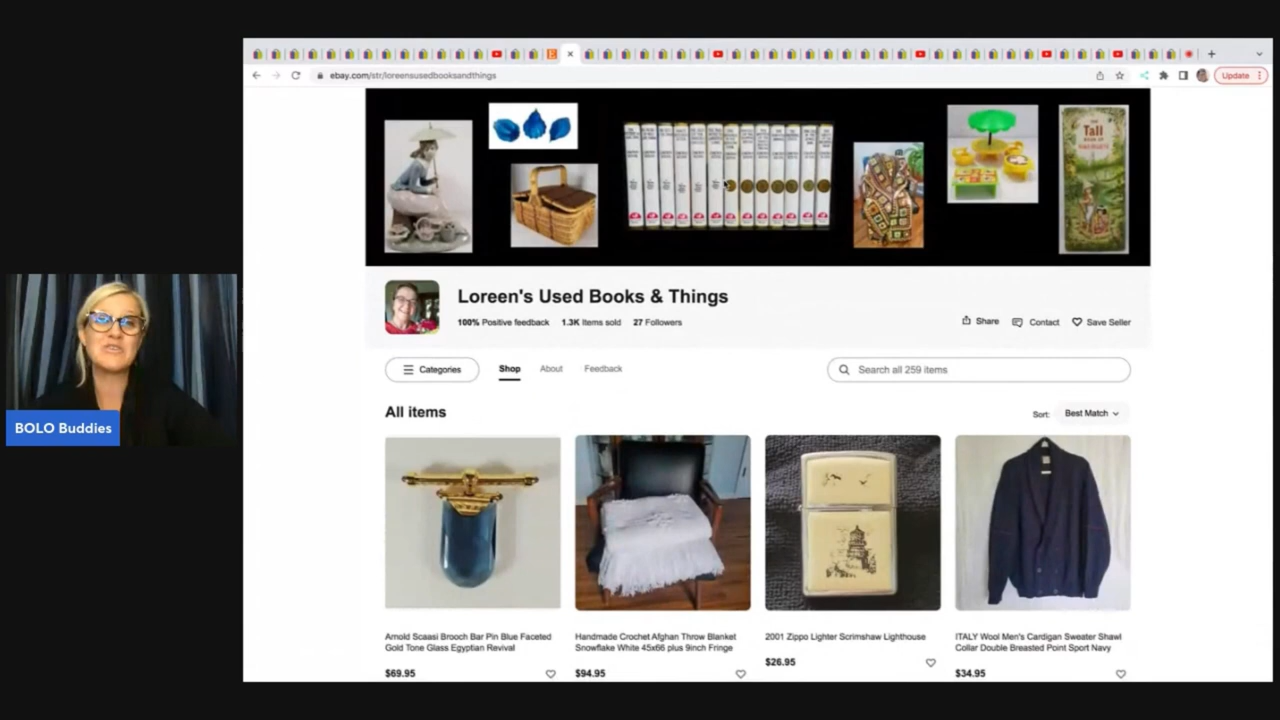 ebay.com/str/loreensusedbooksandthings
Update
The
Tall
Loreen's Used Books & Things
100% Positive feedback 1.3K Items sold 27 Followers
Share Contact Save Seller
Categories Shop About Feedback
Search all 259 items
All items
Sort: Best Match
BOLO Buddies
Arnold Scaasi Brooch Bar Pin Blue Faceted
Gold Tone Glass Egyptian Revival
$69.95
Handmade Crochet Afghan Throw Blanket
Snowflake White 45x66 plus 9inch Fringe
$94.95
2001 Zippo Lighter Scrimshaw Lighthouse
$26.95
ITALY Wool Men's Cardigan Sweater Shawl
Collar Double Breasted Point Sport Navy
$34.95